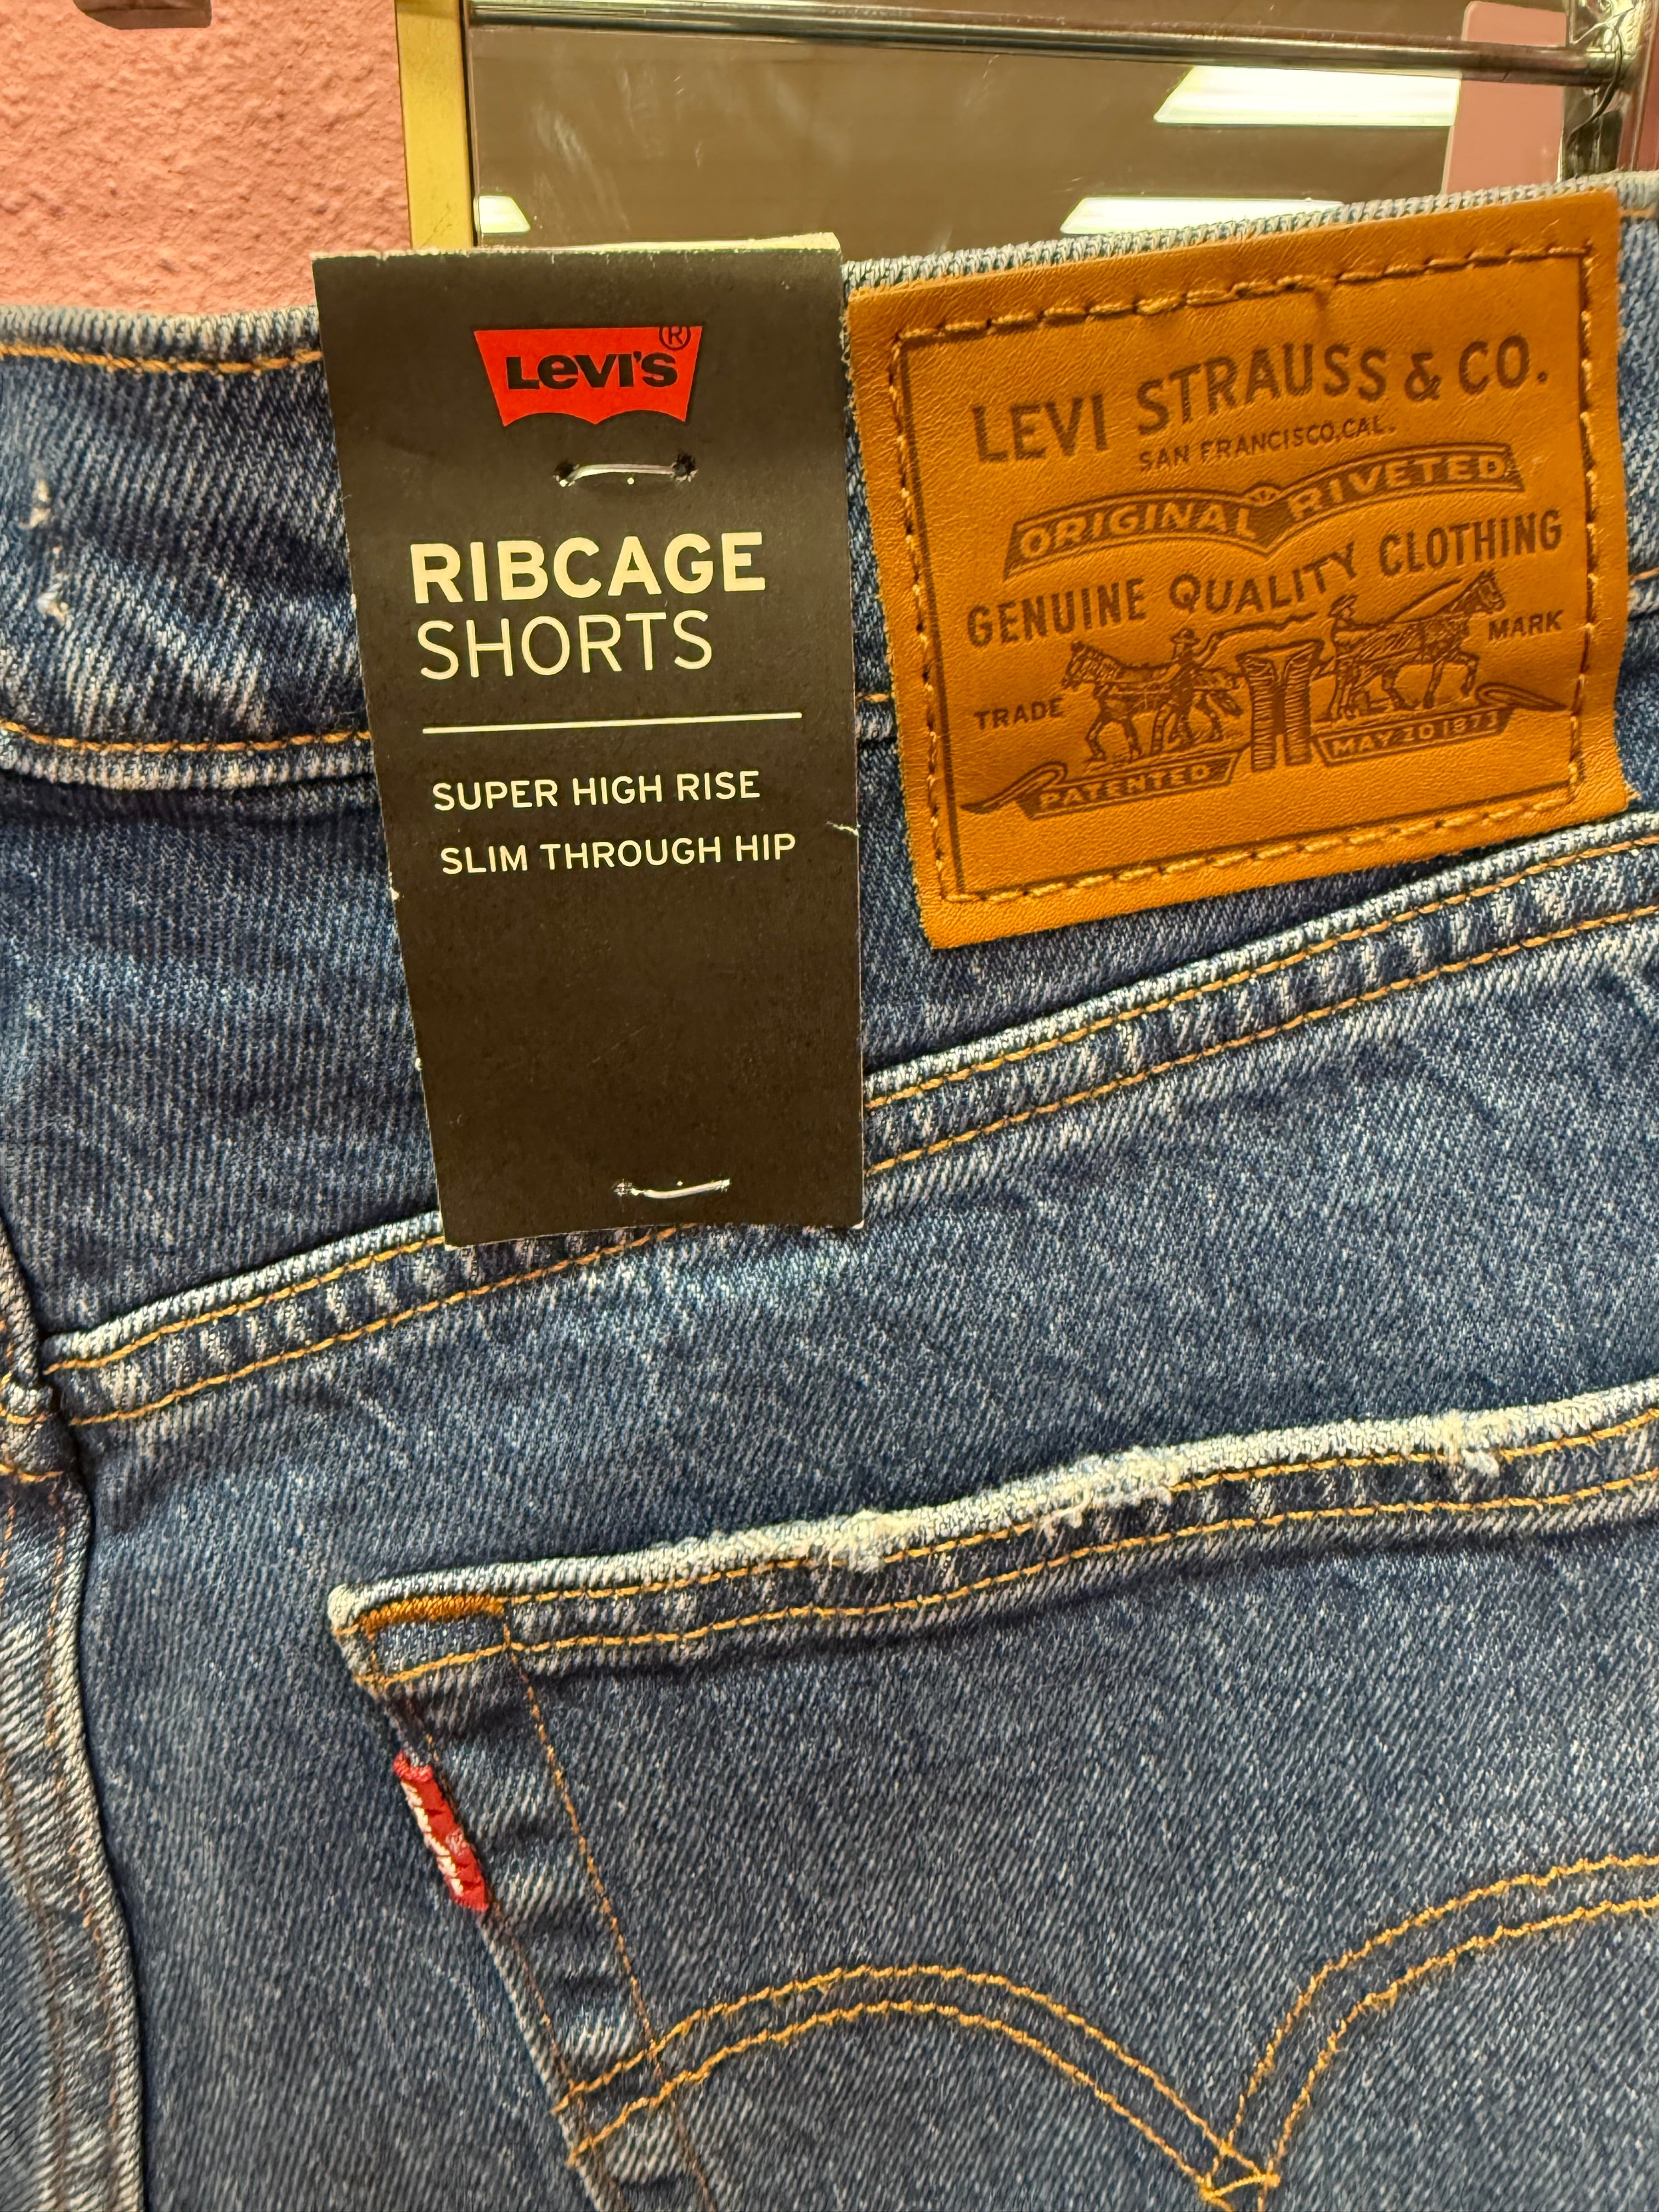 LEVI'S®
RIBCAGE
SHORTS
SUPER HIGH RISE
SLIM THROUGH HIP
LEVI STRAUSS & CO.
SAN FRANCISCO, CAL.
ORIGINAL RIVETED
GENUINE QUALITY CLOTHING
TRADE MARK
PATENTED MAY 20 1873